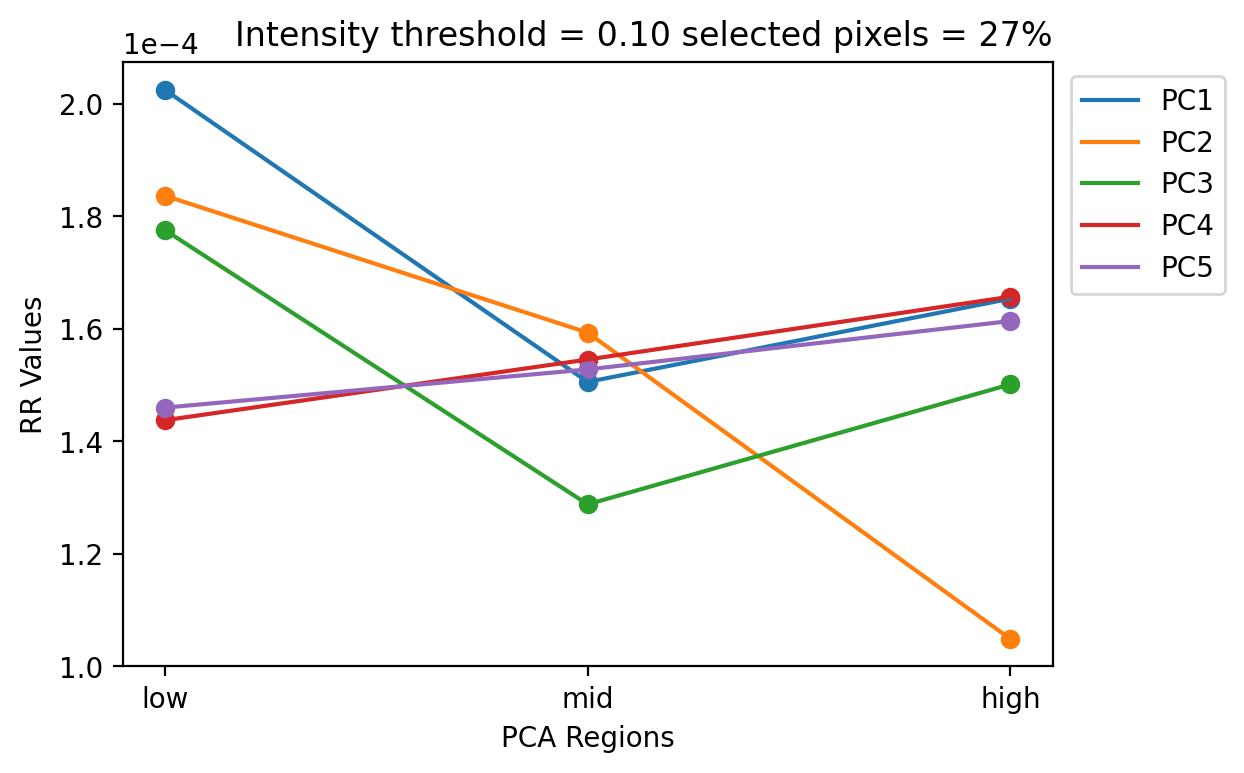 Intensity threshold = 0.10 selected pixels = 27%
1e−4
2.0
1.8
1.6
1.4
1.2
1.0
RR Values
low
mid
high
PCA Regions
PC1
PC2
PC3
PC4
PC5